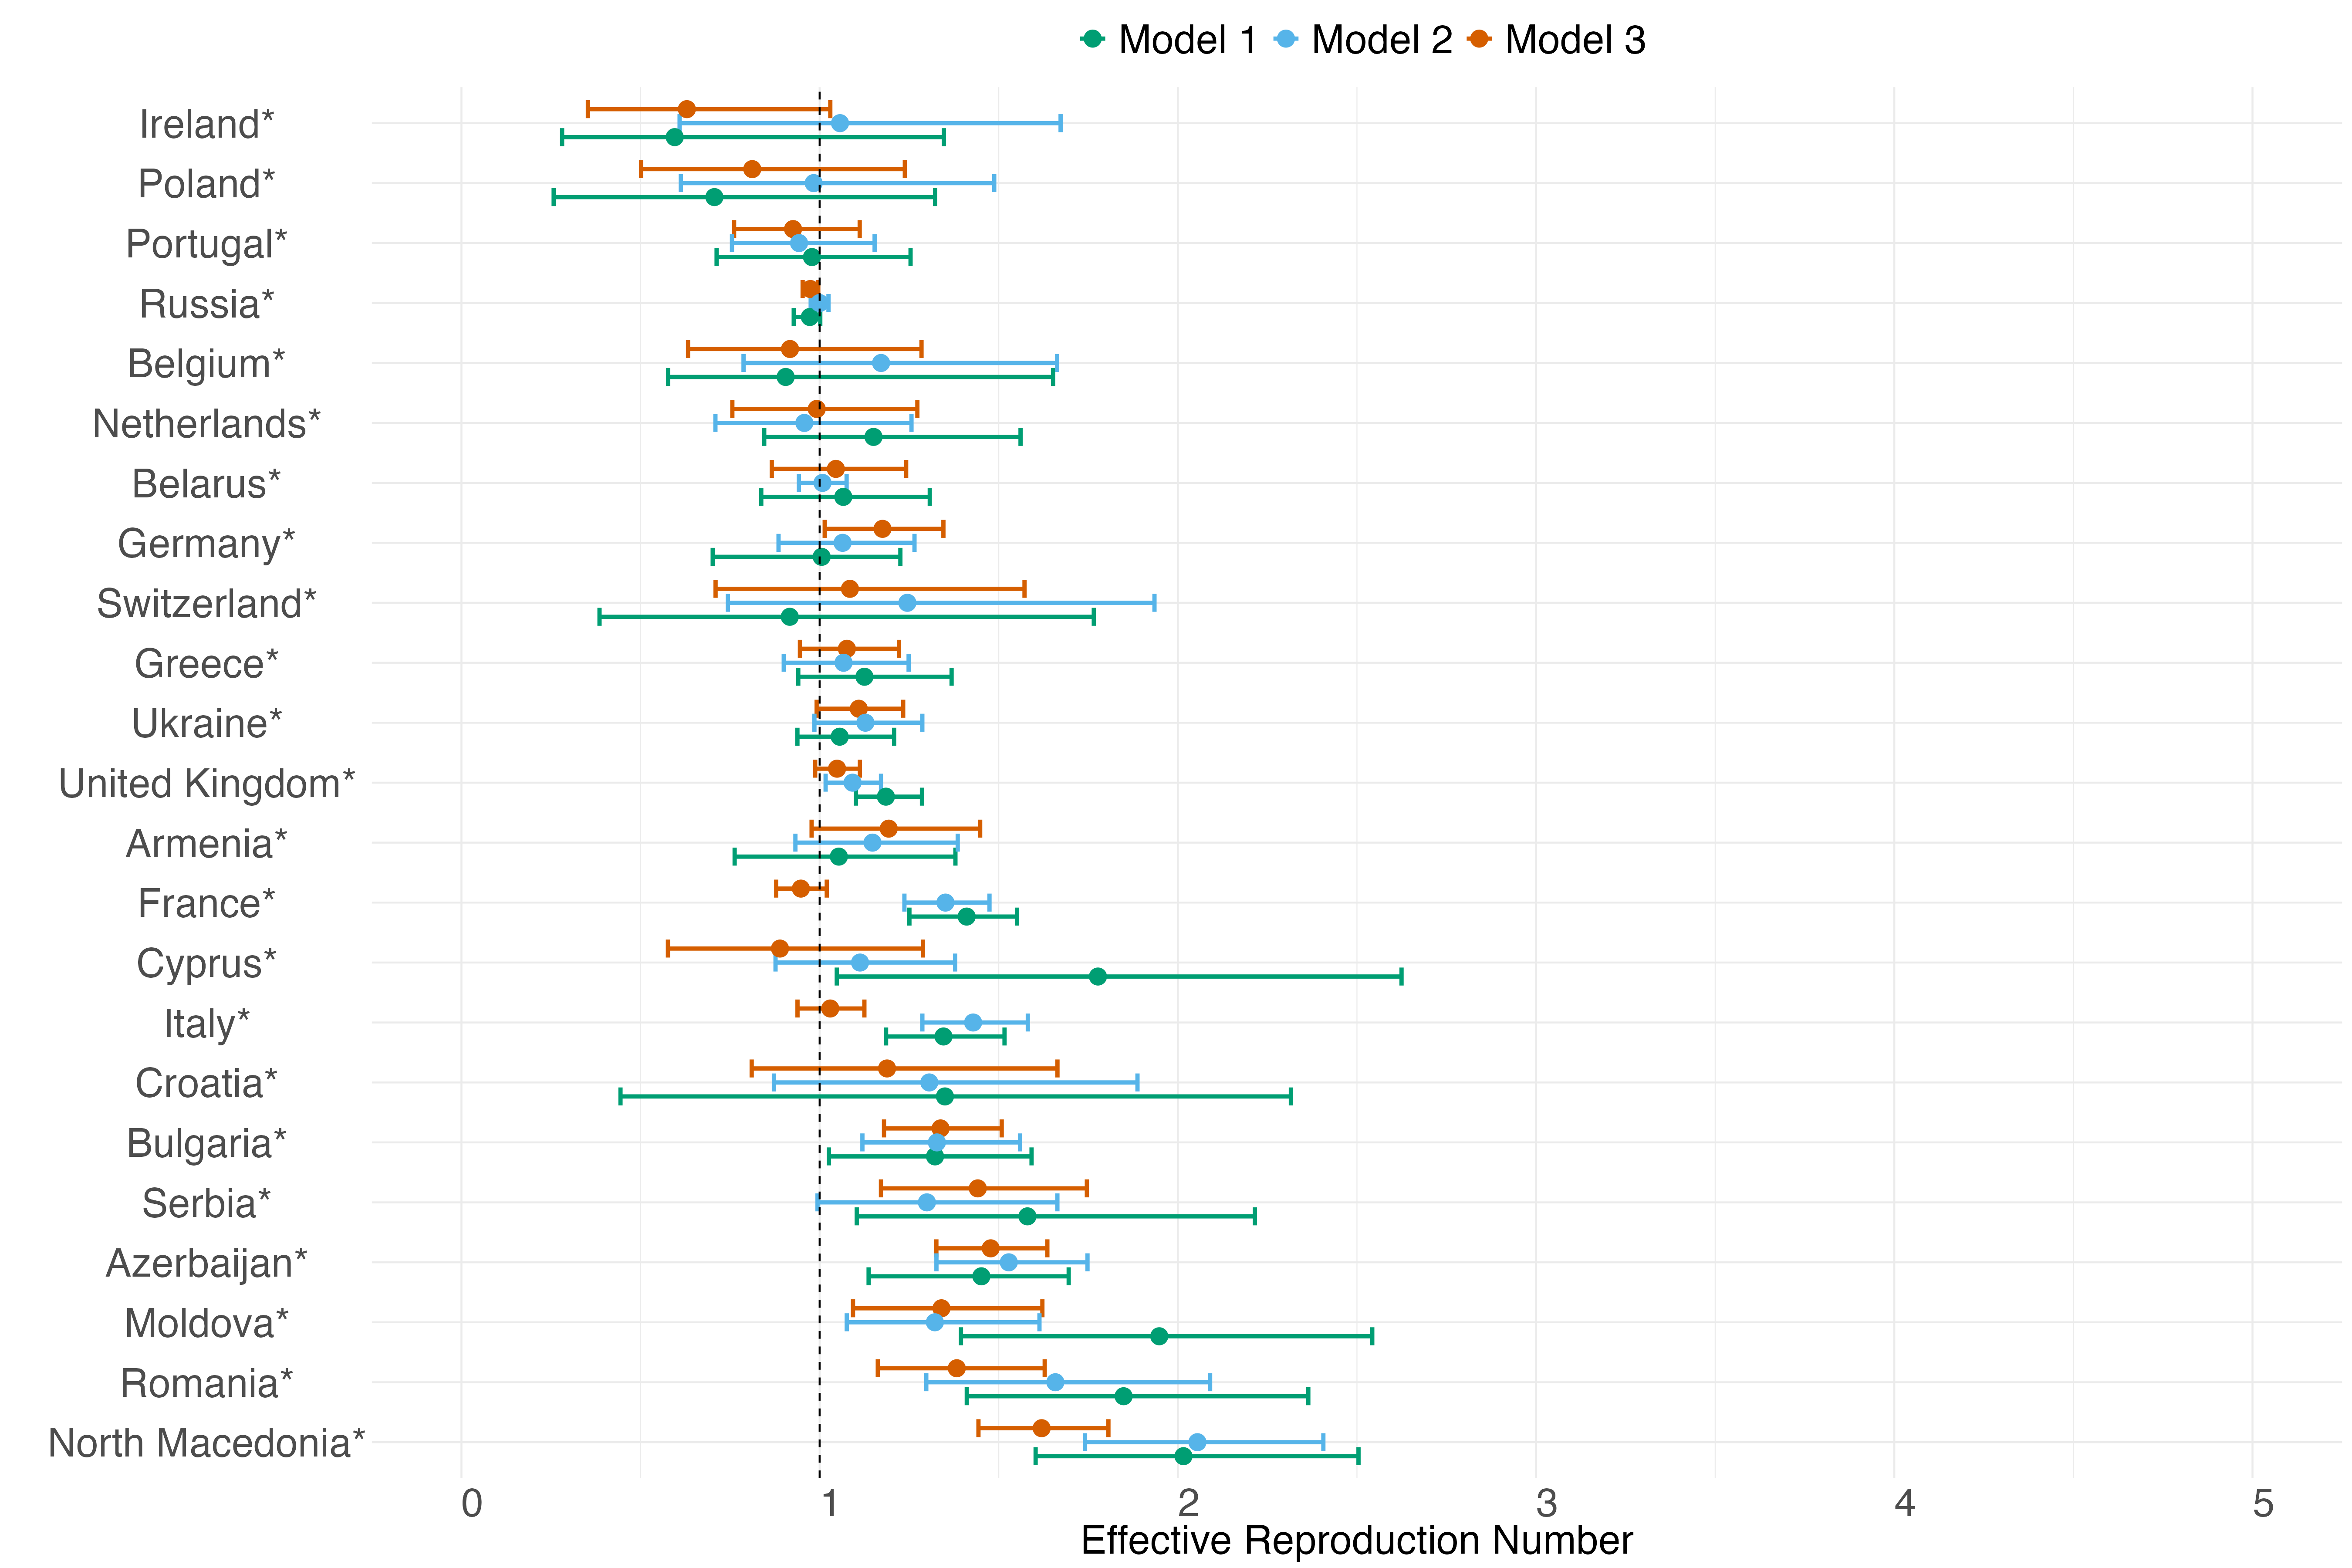 Model 1 Model 2 Model 3
Ireland*
Poland*
Portugal*
Russia*
Belgium*
Netherlands*
Belarus*
Germany*
Switzerland*
Greece*
Ukraine*
United Kingdom*
Armenia*
France*
Cyprus*
Italy*
Croatia*
Bulgaria*
Serbia*
Azerbaijan*
Moldova*
Romania*
North Macedonia*
0 1 2 3 4 5
Effective Reproduction Number